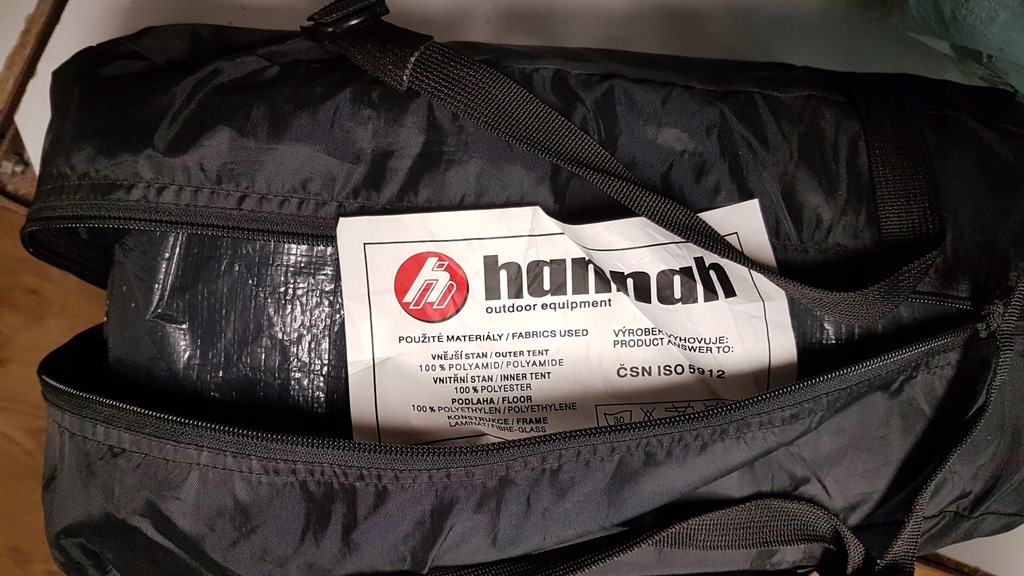 hannah
outdoor equipment
POUŽITÉ MATERIÁLY / FABRICS USED
VNĚJŠÍ STAN / OUTER TENT
100 % POLYAMID / POLYAMIDE
VNITŘNÍ STAN / INNER TENT
100 % POLYESTER
PODLAHA / FLOOR
100 % POLYETHYLEN / POLYETHYLENE
KONSTRUKCE / FRAME
LAMINÁT/FIBRE-GLASS
VÝROBEK VYHOVUJE:
PRODUCT ANSWER TO:
ČSN ISO 5912
30